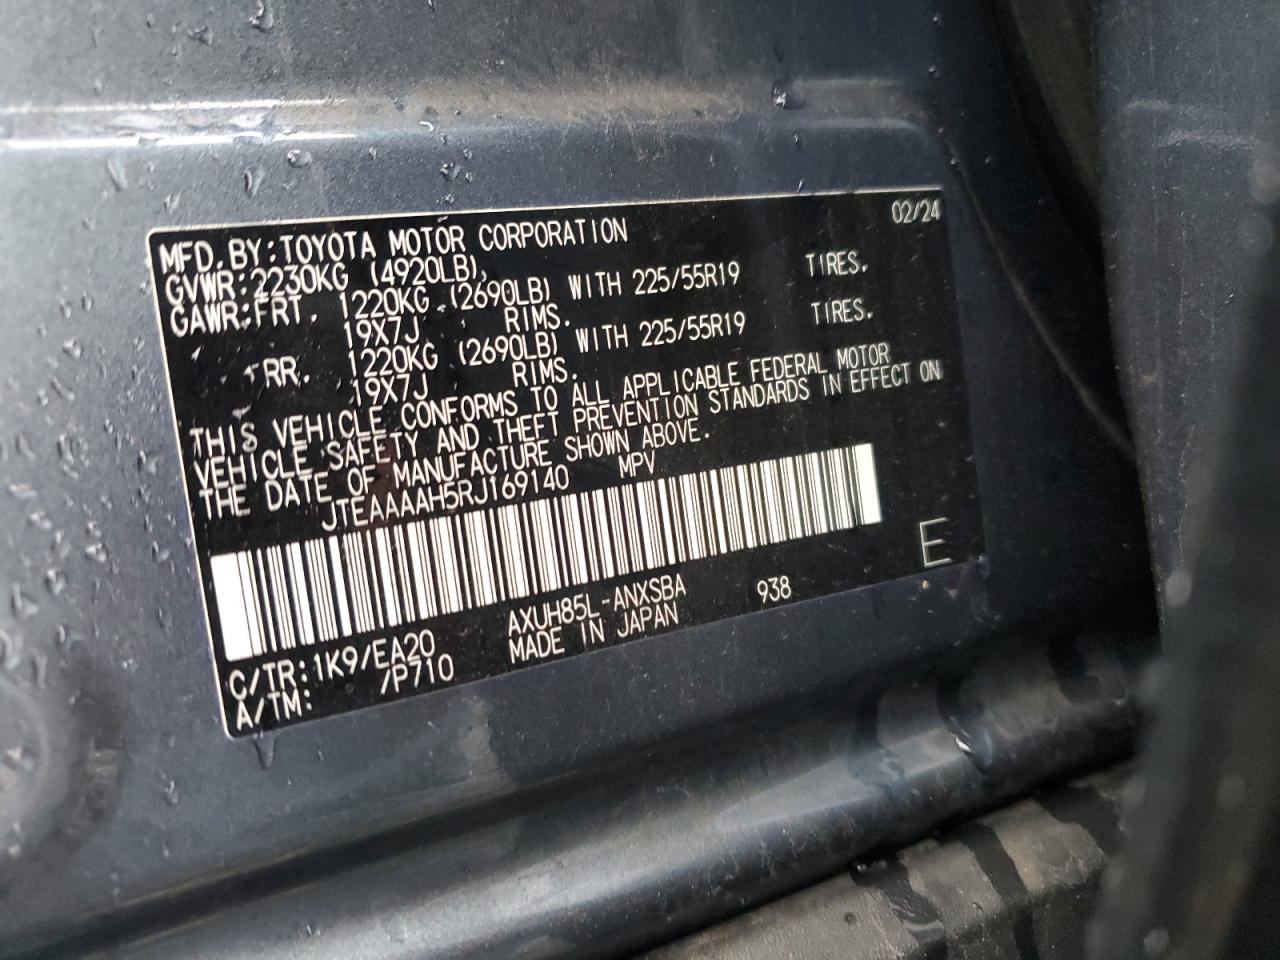 02/24
MFD. BY: TOYOTA MOTOR CORPORATION
GVWR: 2230KG (4920LB),
GAWR: FRT. 1220KG (2690LB) WITH 225/55R19 TIRES.
19X7J RIMS.
RR. 1220KG (2690LB) WITH 225/55R19 TIRES.
19X7J RIMS.
THIS VEHICLE CONFORMS TO ALL APPLICABLE FEDERAL MOTOR
VEHICLE SAFETY AND THEFT PREVENTION STANDARDS IN EFFECT ON
THE DATE OF MANUFACTURE SHOWN ABOVE.
JTEAAAAH5RJ169140 MPV
E
C/TR: 1K9/EA20 AXUH85L-ANXSBA 938
A/TM: /P710 MADE IN JAPAN